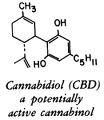 CH₃
OH
HO
C₅H₁₁
Cannabidiol (CBD)
a potentially
active cannabinol